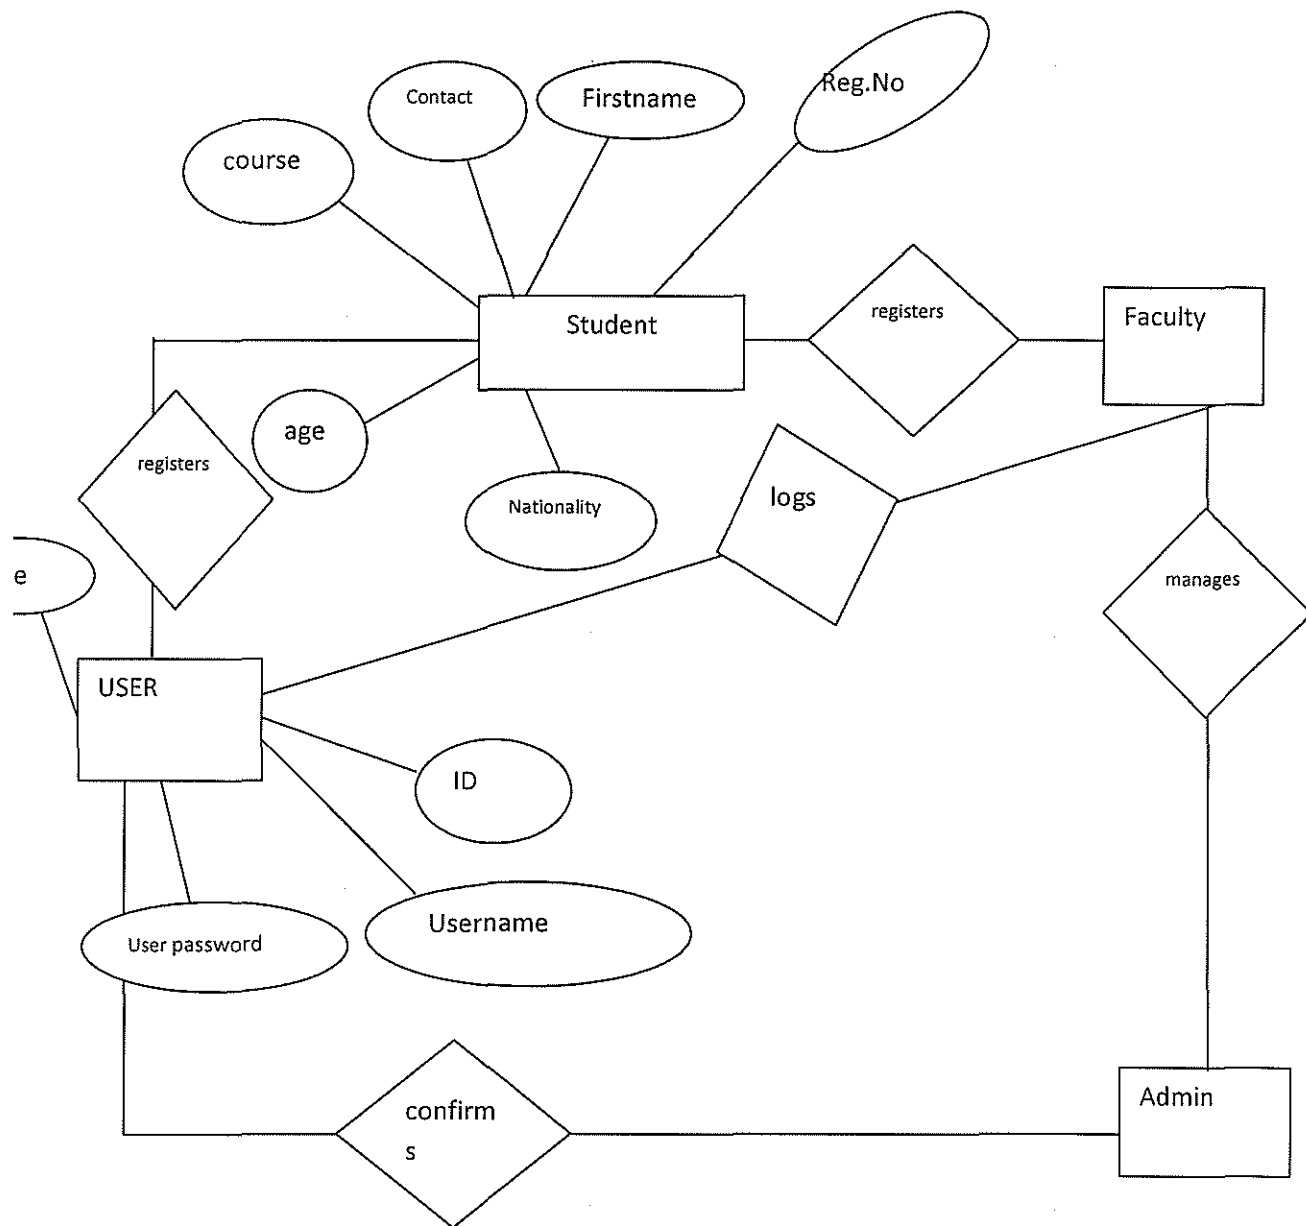 Reg.No
Contact
Firstname
course
registers
Faculty
Student
age
registers
logs
Nationality
e
manages
USER
ID
Username
User password
Admin
confirm
s